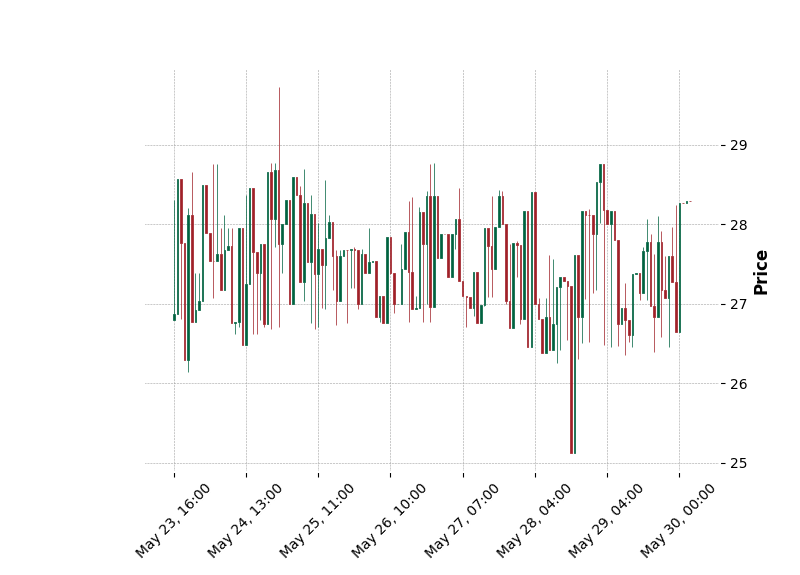 29
28
27
26
25
Price
May 23, 16:00
May 24, 13:00
May 25, 11:00
May 26, 10:00
May 27, 07:00
May 28, 04:00
May 29, 04:00
May 30, 00:00